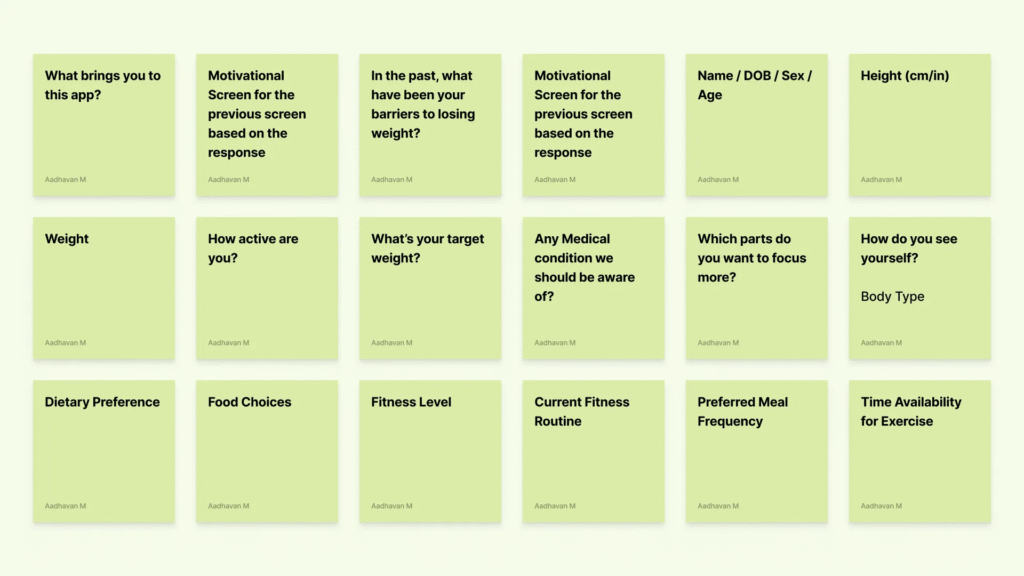 What brings you to
this app?
Aadhavan M
Motivational
Screen for the
previous screen
based on the
response
Aadhavan M
In the past, what
have been your
barriers to losing
weight?
Aadhavan M
Motivational
Screen for the
previous screen
based on the
response
Aadhavan M
Name / DOB / Sex /
Age
Aadhavan M
Height (cm/in)
Aadhavan M
Weight
Aadhavan M
How active are
you?
Aadhavan M
What’s your target
weight?
Aadhavan M
Any Medical
condition we
should be aware
of?
Aadhavan M
Which parts do
you want to focus
more?
Aadhavan M
How do you see
yourself?
Body Type
Aadhavan M
Dietary Preference
Aadhavan M
Food Choices
Aadhavan M
Fitness Level
Aadhavan M
Current Fitness
Routine
Aadhavan M
Preferred Meal
Frequency
Aadhavan M
Time Availability
for Exercise
Aadhavan M